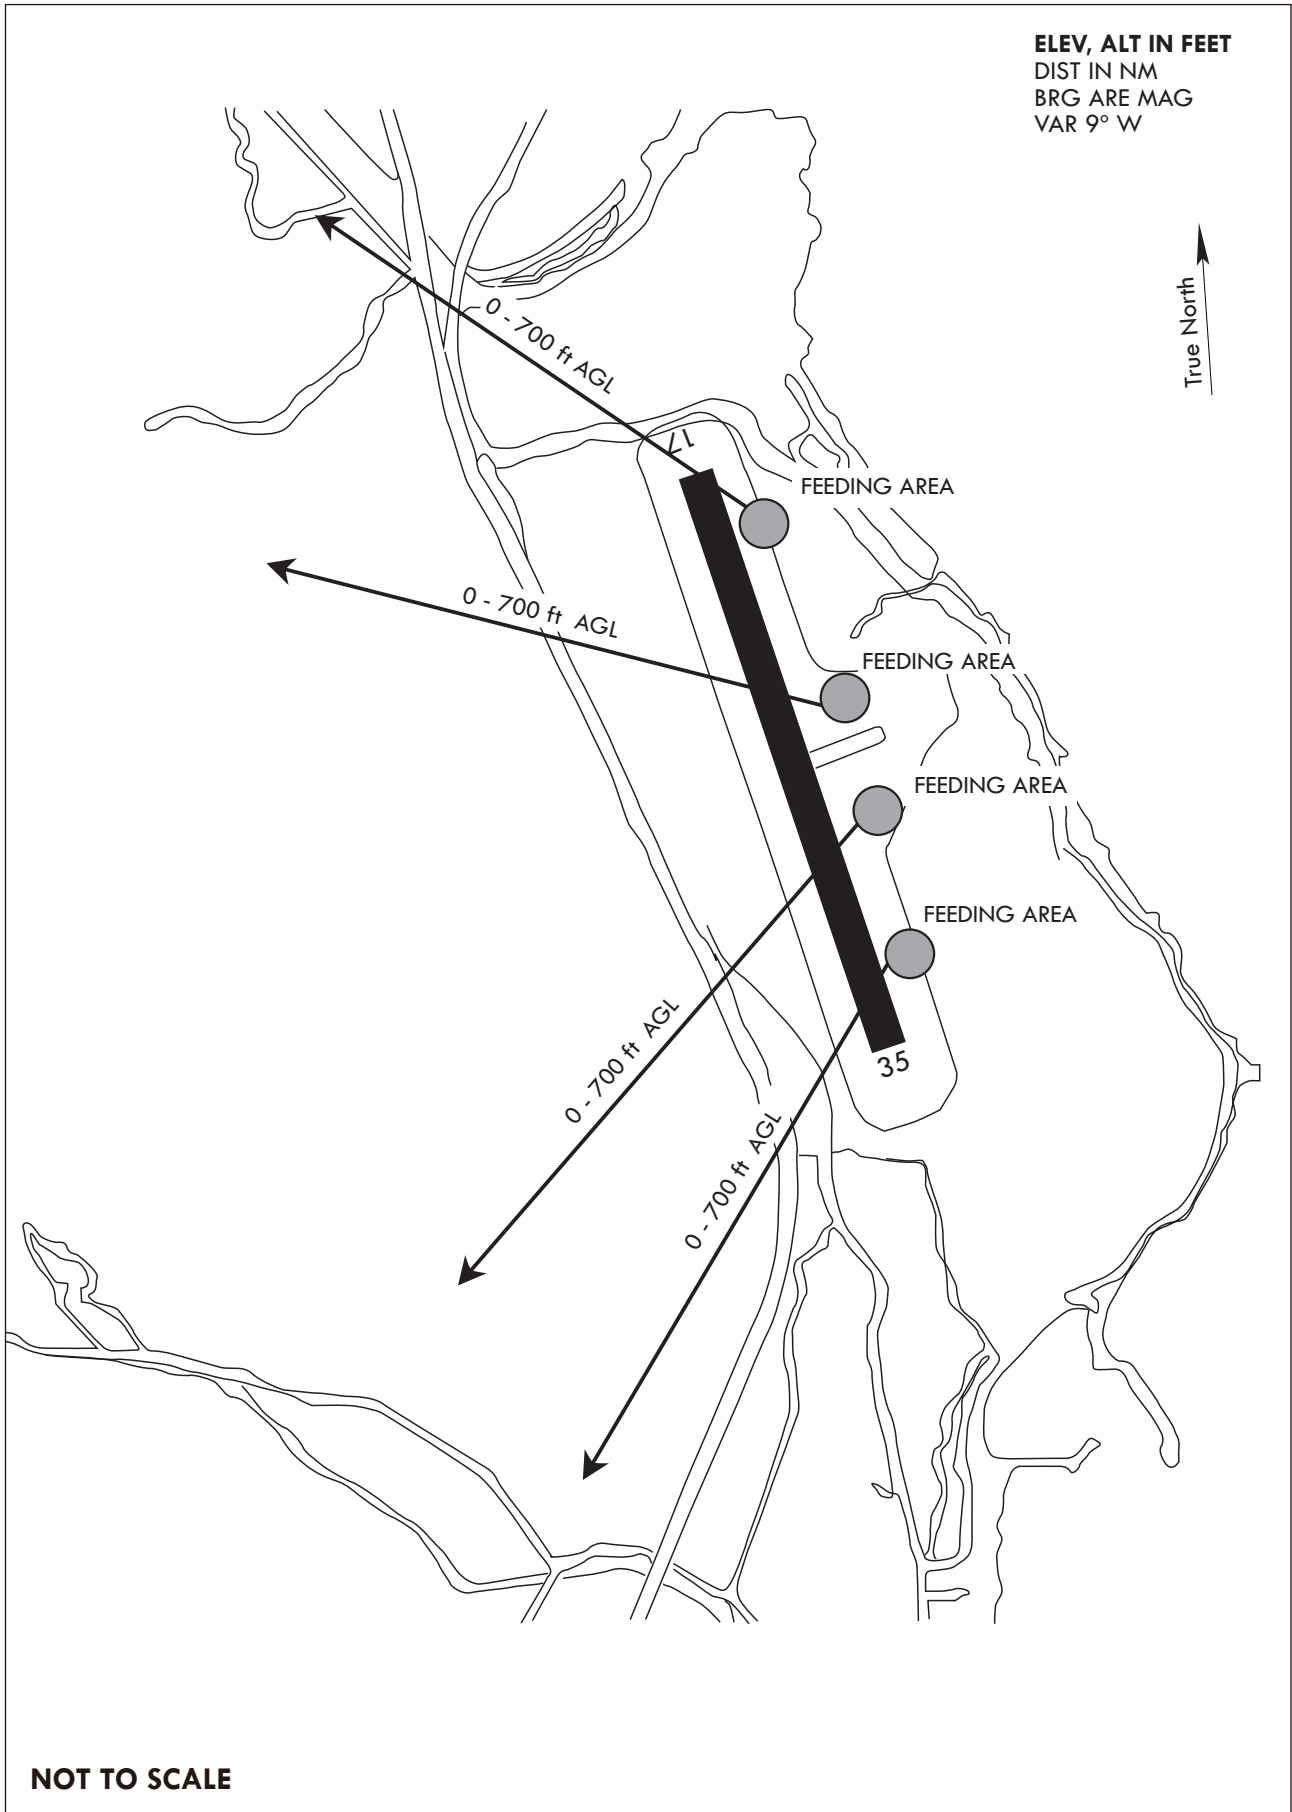 ELEV, ALT IN FEET
DIST IN NM
BRG ARE MAG
VAR 9° W
True North
0 - 700 ft AGL
17
FEEDING AREA
0 - 700 ft AGL
FEEDING AREA
FEEDING AREA
FEEDING AREA
0 - 700 ft AGL
35
0 - 700 ft AGL
NOT TO SCALE